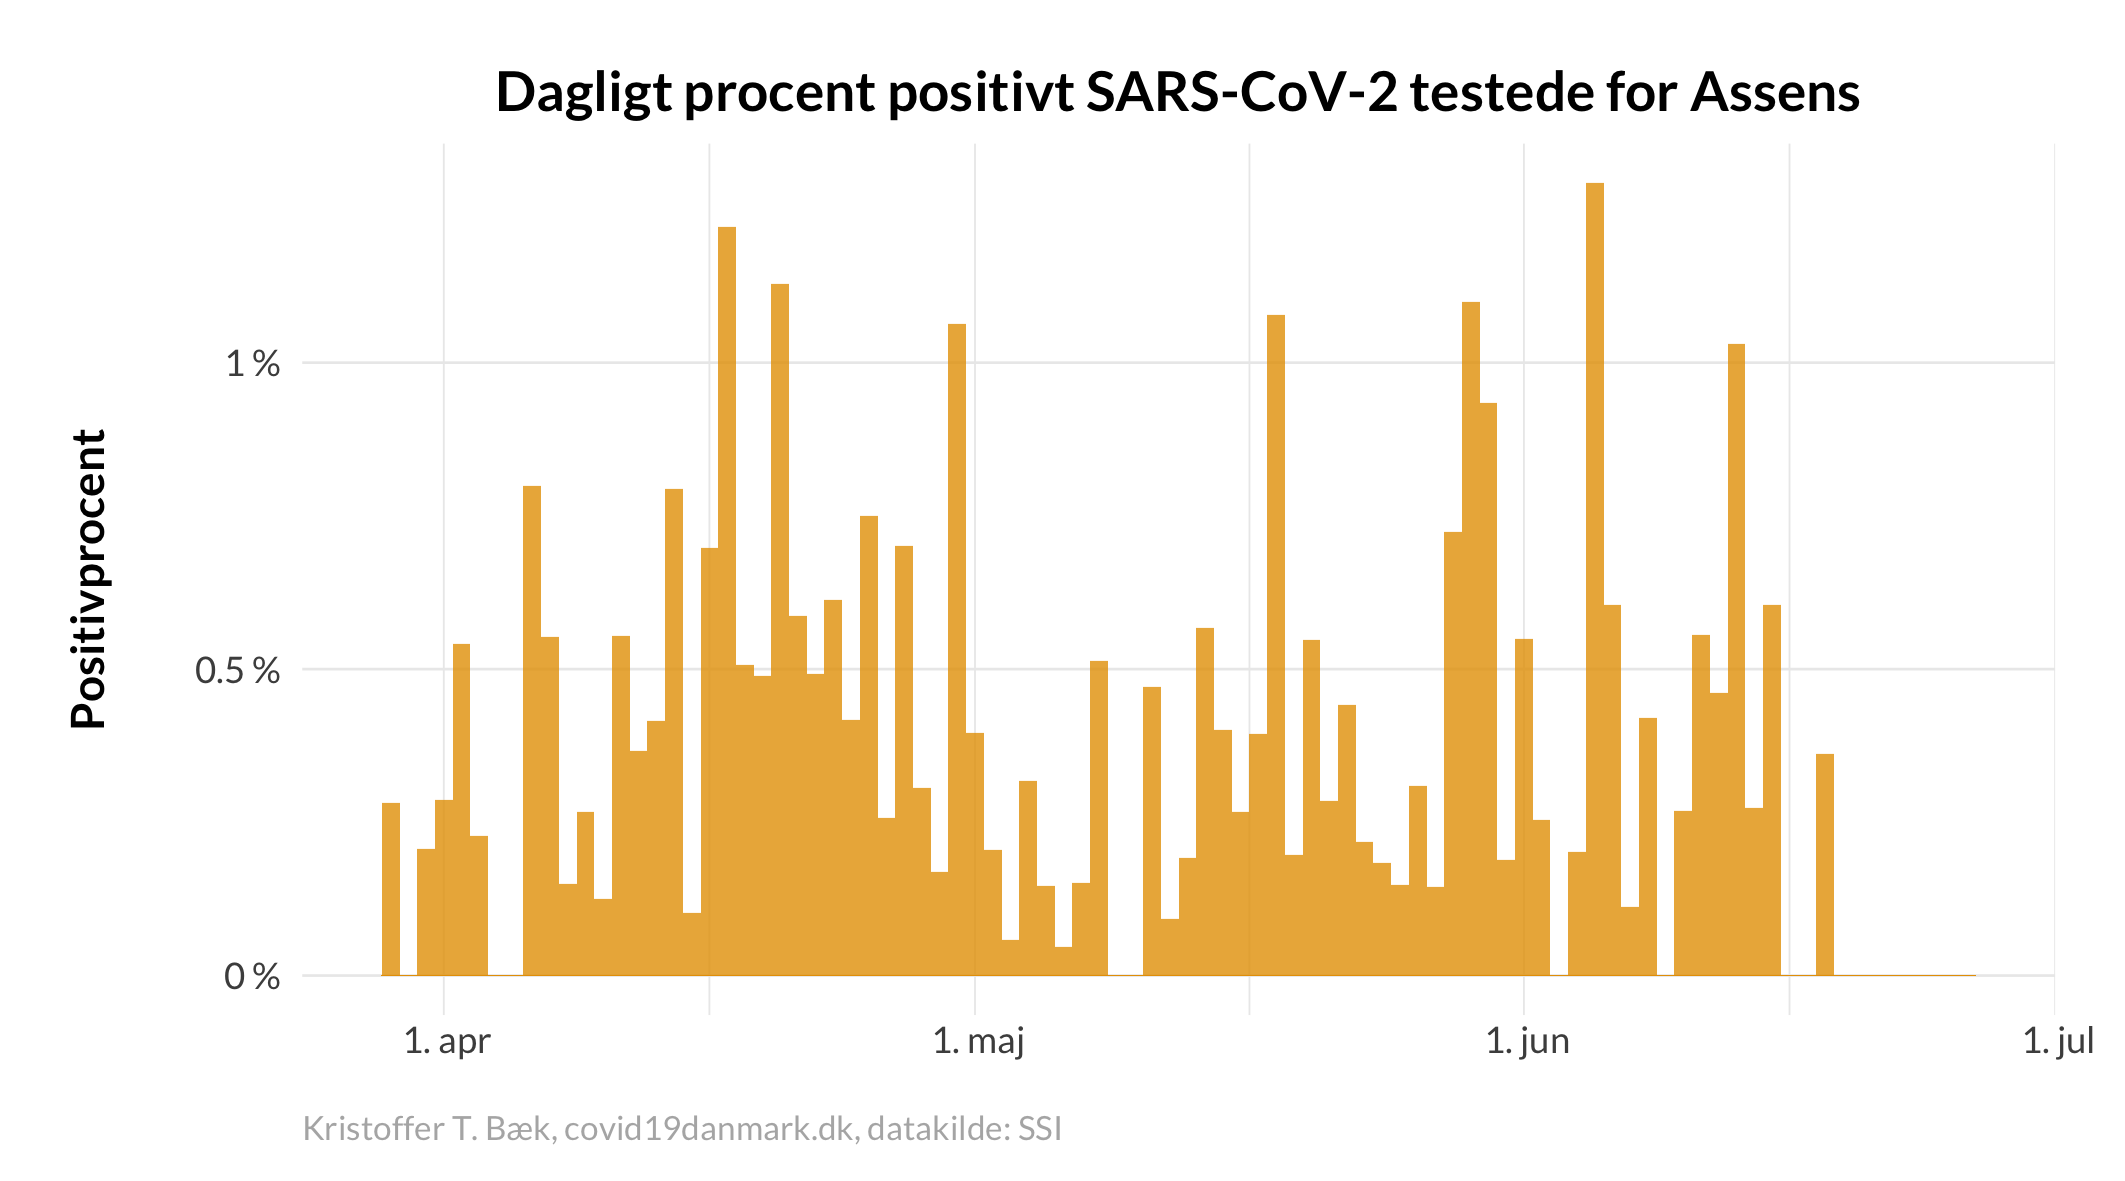 Dagligt procent positivt SARS-CoV-2 testede for Assens
Positivprocent
1 %
0.5 %
0 %
1. apr
1. maj
1. jun
1. jul
Kristoffer T. Bæk, covid19danmark.dk, datakilde: SSI